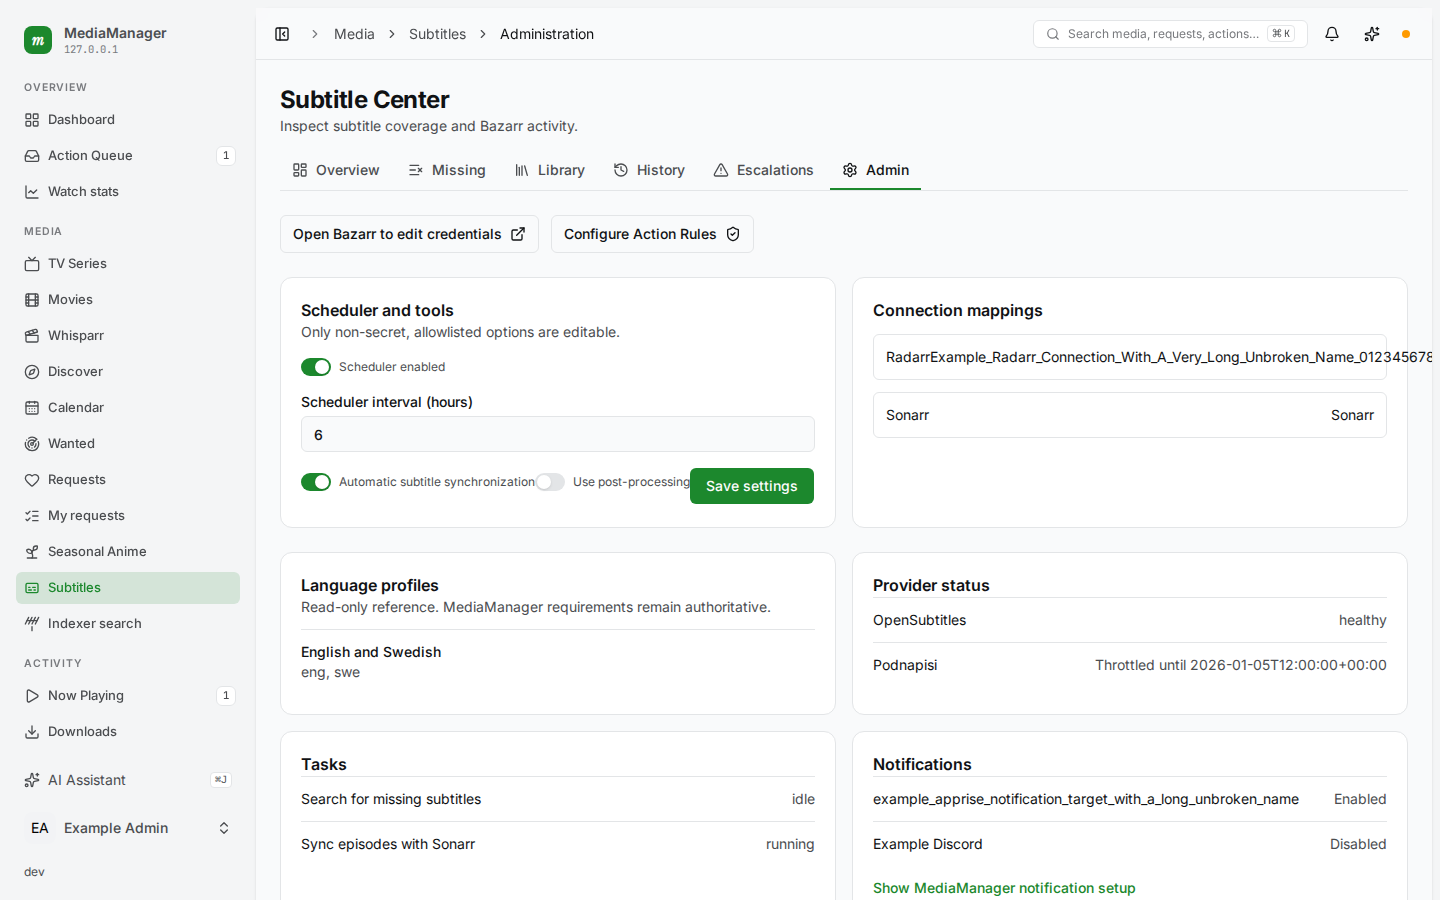 MediaManager
127.0.0.1
OVERVIEW
Dashboard
Action Queue 1
Watch stats
MEDIA
TV Series
Movies
Whisparr
Discover
Calendar
Wanted
Requests
My requests
Seasonal Anime
Subtitles
Indexer search
ACTIVITY
Now Playing 1
Downloads
AI Assistant ⌘J
EA Example Admin
dev
Media Subtitles Administration
Search media, requests, actions... ⌘K
Subtitle Center
Inspect subtitle coverage and Bazarr activity.
Overview Missing Library History Escalations Admin
Open Bazarr to edit credentials
Configure Action Rules
Scheduler and tools
Only non-secret, allowlisted options are editable.
Scheduler enabled
Scheduler interval (hours)
6
Automatic subtitle synchronization Use post-processing Save settings
Connection mappings
RadarrExample_Radarr_Connection_With_A_Very_Long_Unbroken_Name_012345678
Sonarr Sonarr
Language profiles
Read-only reference. MediaManager requirements remain authoritative.
English and Swedish
eng, swe
Provider status
OpenSubtitles healthy
Podnapisi Throttled until 2026-01-05T12:00:00+00:00
Tasks
Search for missing subtitles idle
Sync episodes with Sonarr running
Notifications
example_apprise_notification_target_with_a_long_unbroken_name Enabled
Example Discord Disabled
Show MediaManager notification setup